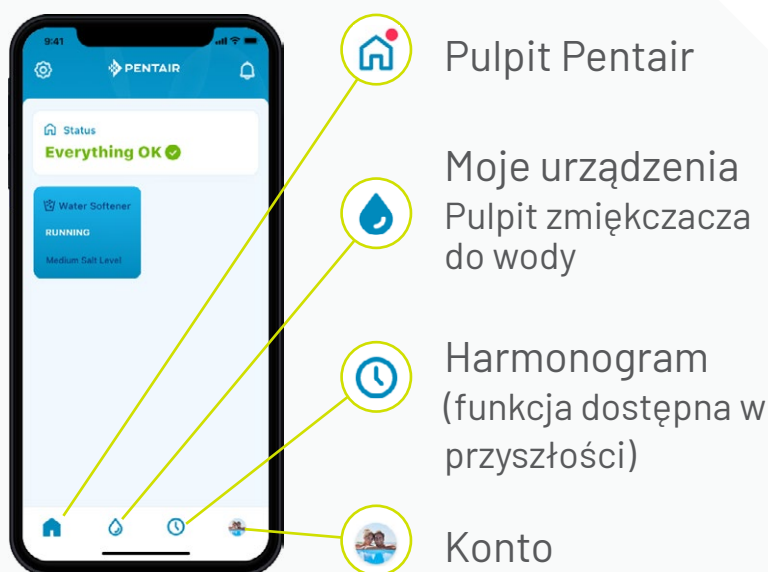 9:41
PENTAIR
Status
Everything OK
Water Softener
RUNNING
Medium Salt Level
Pulpit Pentair
Moje urządzenia
Pulpit zmiękczacza
do wody
Harmonogram
(funkcja dostępna w
przyszłości)
Konto